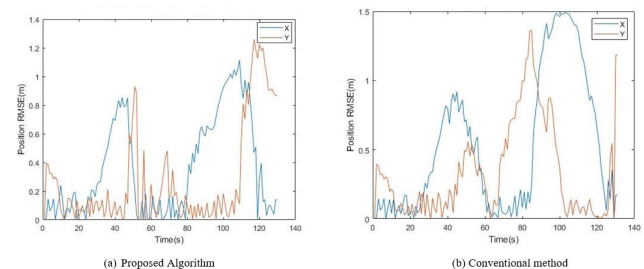 1.4
1.2
1
0.8
0.6
0.4
0.2
0
Position RMSE(m)
X
Y
0 20 40 60 80 100 120 140
Time(s)
(a) Proposed Algorithm
1.5
1
0.5
0
Position RMSE(m)
X
Y
0 20 40 60 80 100 120 140
Time(s)
(b) Conventional method